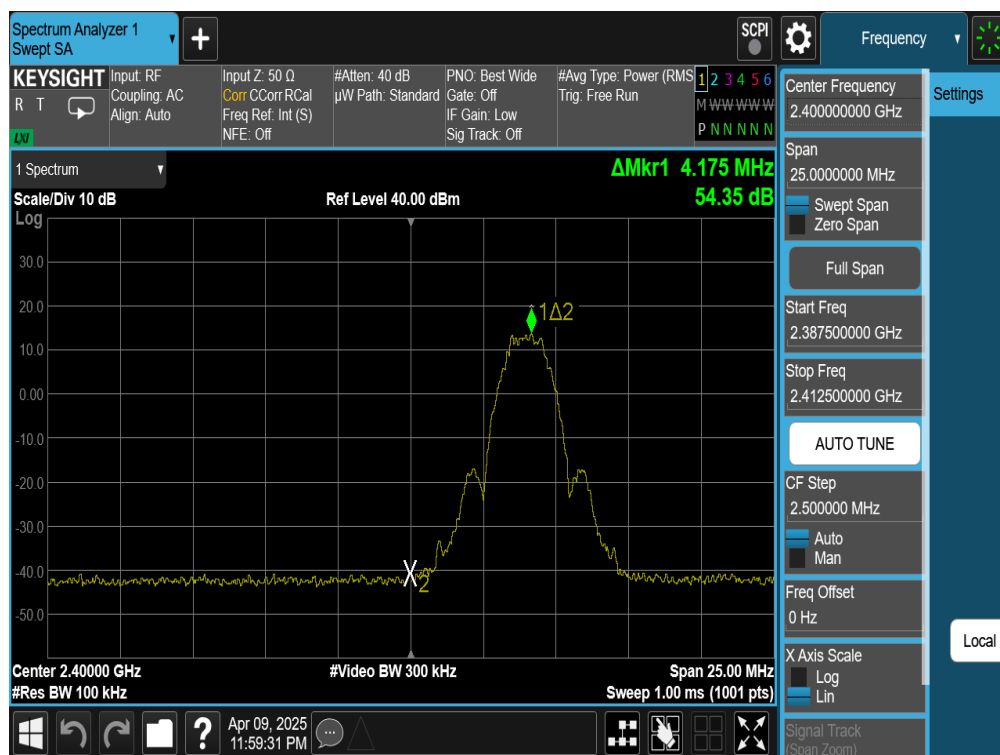 Spectrum Analyzer 1
Swept SA
+
SCPI
Frequency
KEYSIGHT
R T
LXI
Input: RF
Coupling: AC
Align: Auto
Input Z: 50 Ω
Corr CCorr RCal
Freq Ref: Int (S)
NFE: Off
#Atten: 40 dB
µW Path: Standard
PNO: Best Wide
Gate: Off
IF Gain: Low
Sig Track: Off
#Avg Type: Power (RMS
Trig: Free Run
1 2 3 4 5 6
M W W W W W
P N N N N N
1 Spectrum
ΔMkr1 4.175 MHz
54.35 dB
Scale/Div 10 dB
Ref Level 40.00 dBm
Log
30.0
20.0
10.0
0.00
-10.0
-20.0
-30.0
-40.0
-50.0
1Δ2
X2
Center 2.40000 GHz
#Res BW 100 kHz
#Video BW 300 kHz
Span 25.00 MHz
Sweep 1.00 ms (1001 pts)
Center Frequency
2.400000000 GHz
Span
25.0000000 MHz
Swept Span
Zero Span
Full Span
Start Freq
2.387500000 GHz
Stop Freq
2.412500000 GHz
AUTO TUNE
CF Step
2.500000 MHz
Auto
Man
Freq Offset
0 Hz
X Axis Scale
Log
Lin
Signal Track
(Span Zoom)
Settings
Local
?
Apr 09, 2025
11:59:31 PM